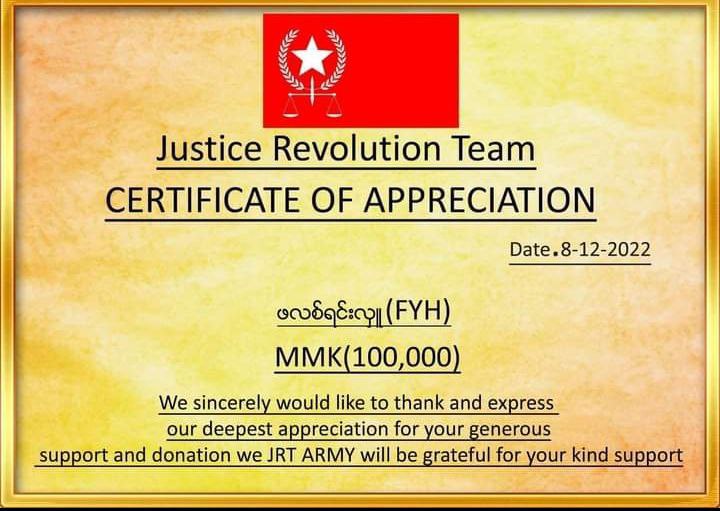 Justice Revolution Team
CERTIFICATE OF APPRECIATION
Date.8-12-2022
ဖလစ်ရင်းလှူ(FYH)
MMK(100,000)
We sincerely would like to thank and express
our deepest appreciation for your generous
support and donation we JRT ARMY will be grateful for your kind support